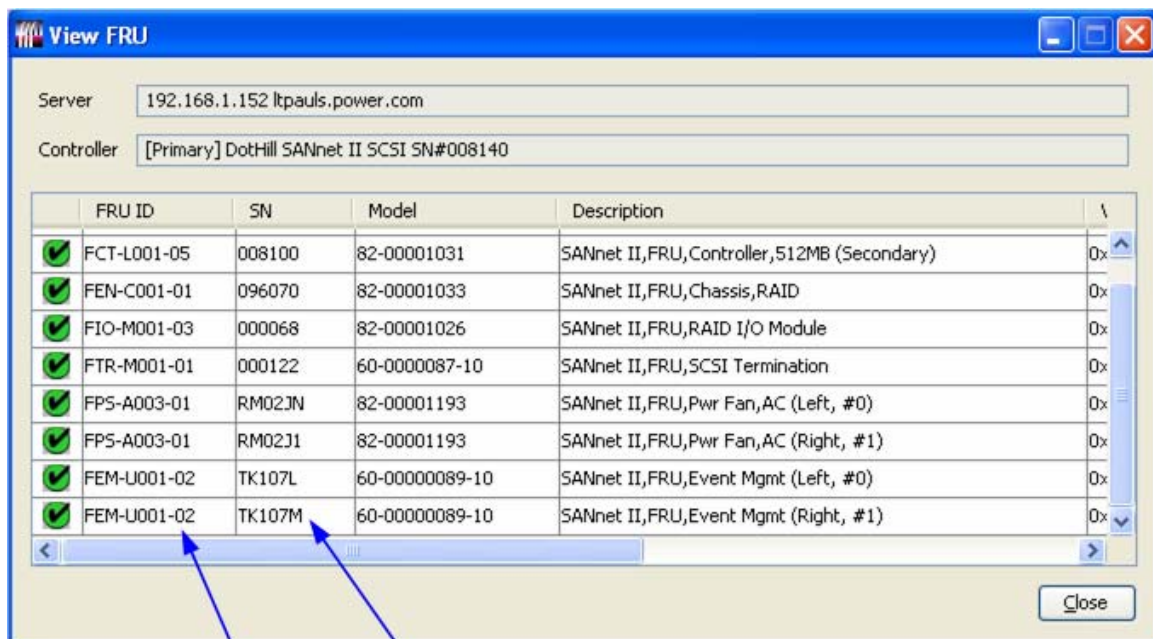 View FRU
Server 192.168.1.152 ltpauls.power.com
Controller [Primary] DotHill SANnet II SCSI SN#008140
FRU ID SN Model Description
FCT-L001-05 008100 82-00001031 SANnet II,FRU,Controller,512MB (Secondary) 0x
FEN-C001-01 096070 82-00001033 SANnet II,FRU,Chassis,RAID 0x
FIO-M001-03 000068 82-00001026 SANnet II,FRU,RAID I/O Module 0x
FTR-M001-01 000122 60-0000087-10 SANnet II,FRU,SCSI Termination 0x
FPS-A003-01 RM02JN 82-00001193 SANnet II,FRU,Pwr Fan,AC (Left, #0) 0x
FPS-A003-01 RM02J1 82-00001193 SANnet II,FRU,Pwr Fan,AC (Right, #1) 0x
FEM-U001-02 TK107L 60-00000089-10 SANnet II,FRU,Event Mgmt (Left, #0) 0x
FEM-U001-02 TK107M 60-00000089-10 SANnet II,FRU,Event Mgmt (Right, #1) 0x
Close